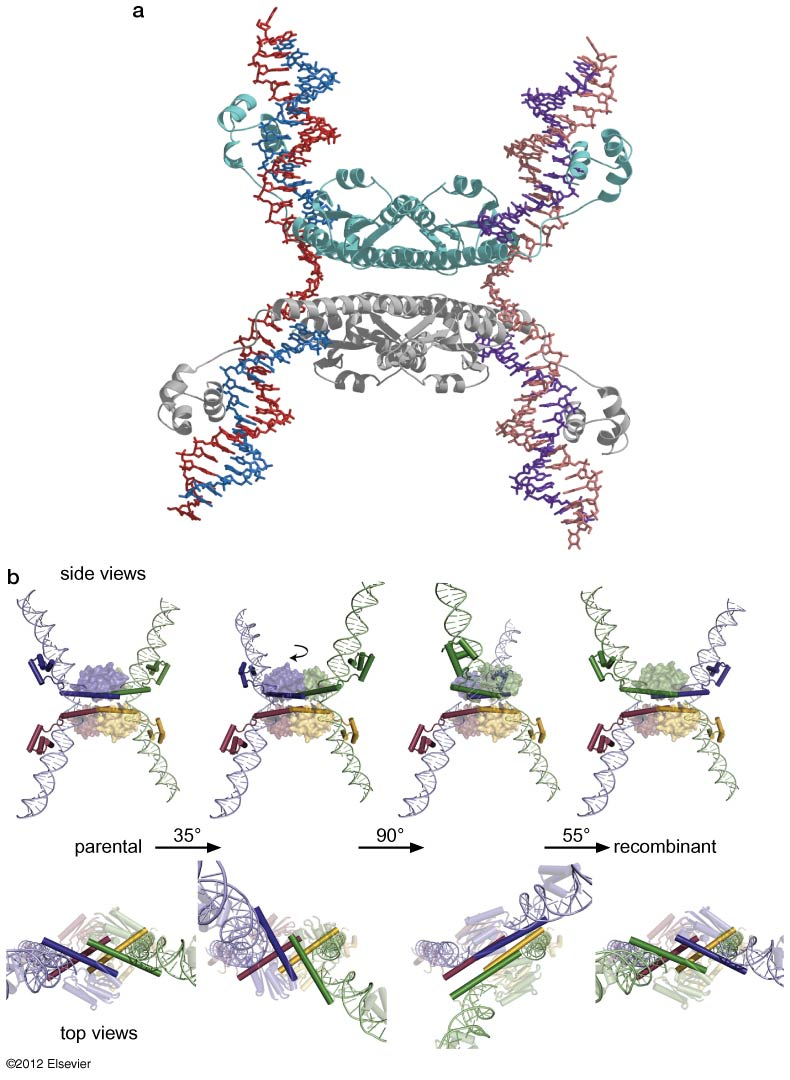 a
b
side views
parental 35° 90° 55° recombinant
top views
©2012 Elsevier